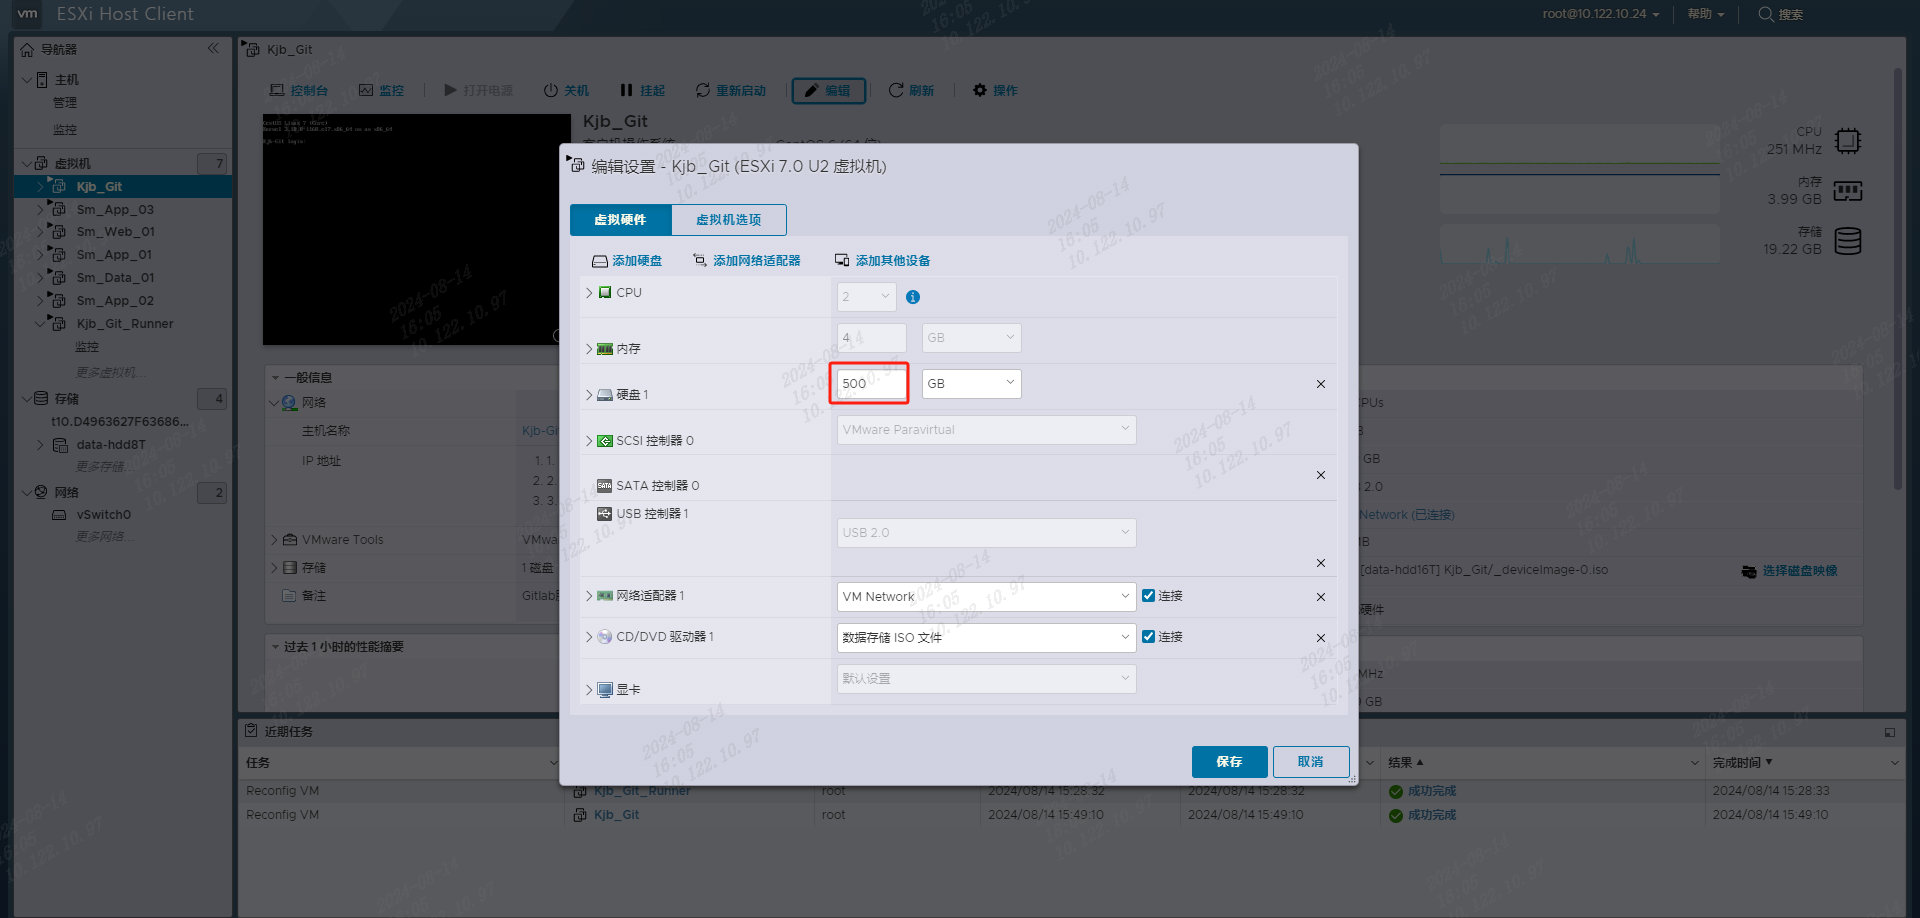 vm ESXi Host Client
root@10.122.10.24
帮助
搜索
导航器
主机
管理
监控
虚拟机 7
Kjb_Git
Sm_App_03
Sm_Web_01
Sm_App_01
Sm_Data_01
Sm_App_02
Kjb_Git_Runner
监控
更多虚拟机...
存储 4
t10.D4963627F63686...
data-hdd8T
更多存储...
网络 2
vSwitch0
更多网络...
Kjb_Git
控制台 监控 打开电源 关机 挂起 重新启动 编辑 刷新 操作
Kjb_Git
CPU
251 MHz
内存
3.99 GB
存储
19.22 GB
一般信息
网络
主机名称 Kjb-Gi
IP 地址 1. 1.
2. 2.
3. 3.
VMware Tools VMwa
存储 1 磁盘
备注 Gitlab
过去 1 小时的性能摘要
编辑设置 - Kjb_Git (ESXi 7.0 U2 虚拟机)
虚拟硬件 虚拟机选项
添加硬盘 添加网络适配器 添加其他设备
CPU 2
内存 4 GB
硬盘 1 500 GB
SCSI 控制器 0 VMware Paravirtual
SATA 控制器 0
USB 控制器 1
USB 2.0
网络适配器 1 VM Network 连接
CD/DVD 驱动器 1 数据存储 ISO 文件 连接
显卡 默认设置
保存 取消
PUs
GB
2.0
Network (已连接)
[data-hdd16T] Kjb_Git/_deviceImage-0.iso 选择磁盘映像
硬件
MHz
GB
近期任务
任务 结果 完成时间
Reconfig VM Kjb_Git_Runner root 2024/08/14 15:28:32 2024/08/14 15:28:32 成功完成 2024/08/14 15:28:33
Reconfig VM Kjb_Git root 2024/08/14 15:49:10 2024/08/14 15:49:10 成功完成 2024/08/14 15:49:10
2024-08-14
16:05
10.122.10.97